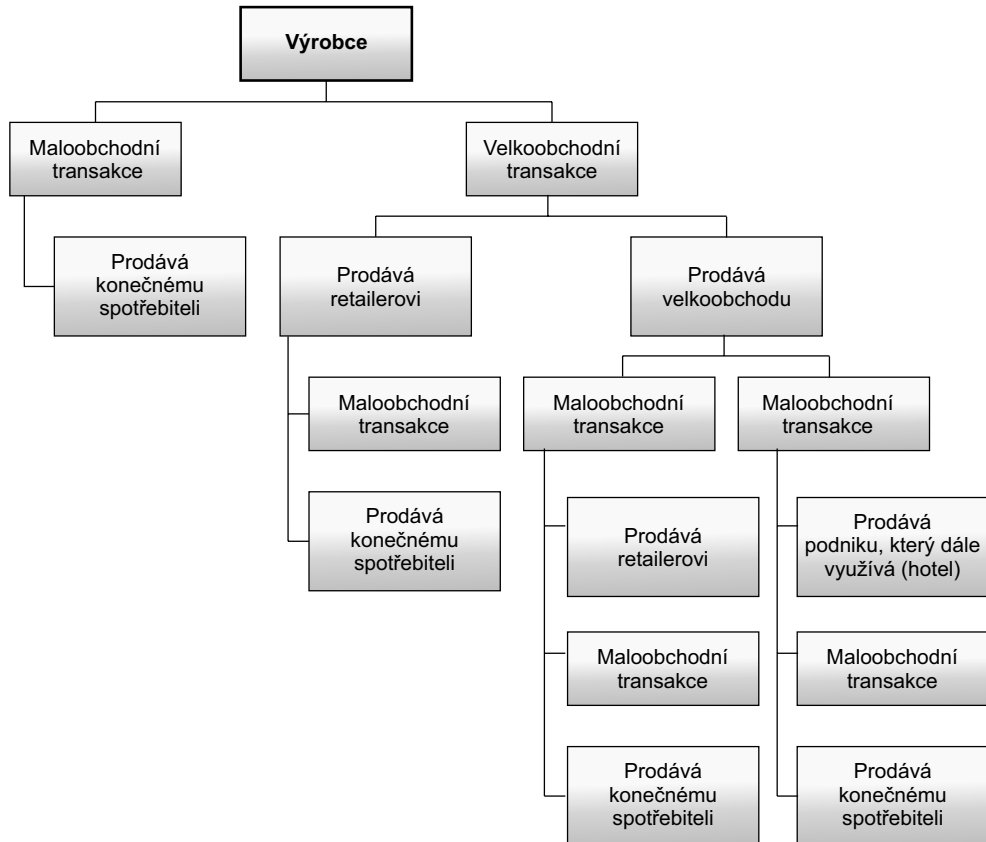 Výrobce
Maloobchodní
transakce
Velkoobchodní
transakce
Prodává
konečnému
spotřebiteli
Prodává
retailerovi
Prodává
velkoobchodu
Maloobchodní
transakce
Maloobchodní
transakce
Maloobchodní
transakce
Prodává
konečnému
spotřebiteli
Prodává
retailerovi
Prodává
podniku, který dále
využívá (hotel)
Maloobchodní
transakce
Maloobchodní
transakce
Prodává
konečnému
spotřebiteli
Prodává
konečnému
spotřebiteli